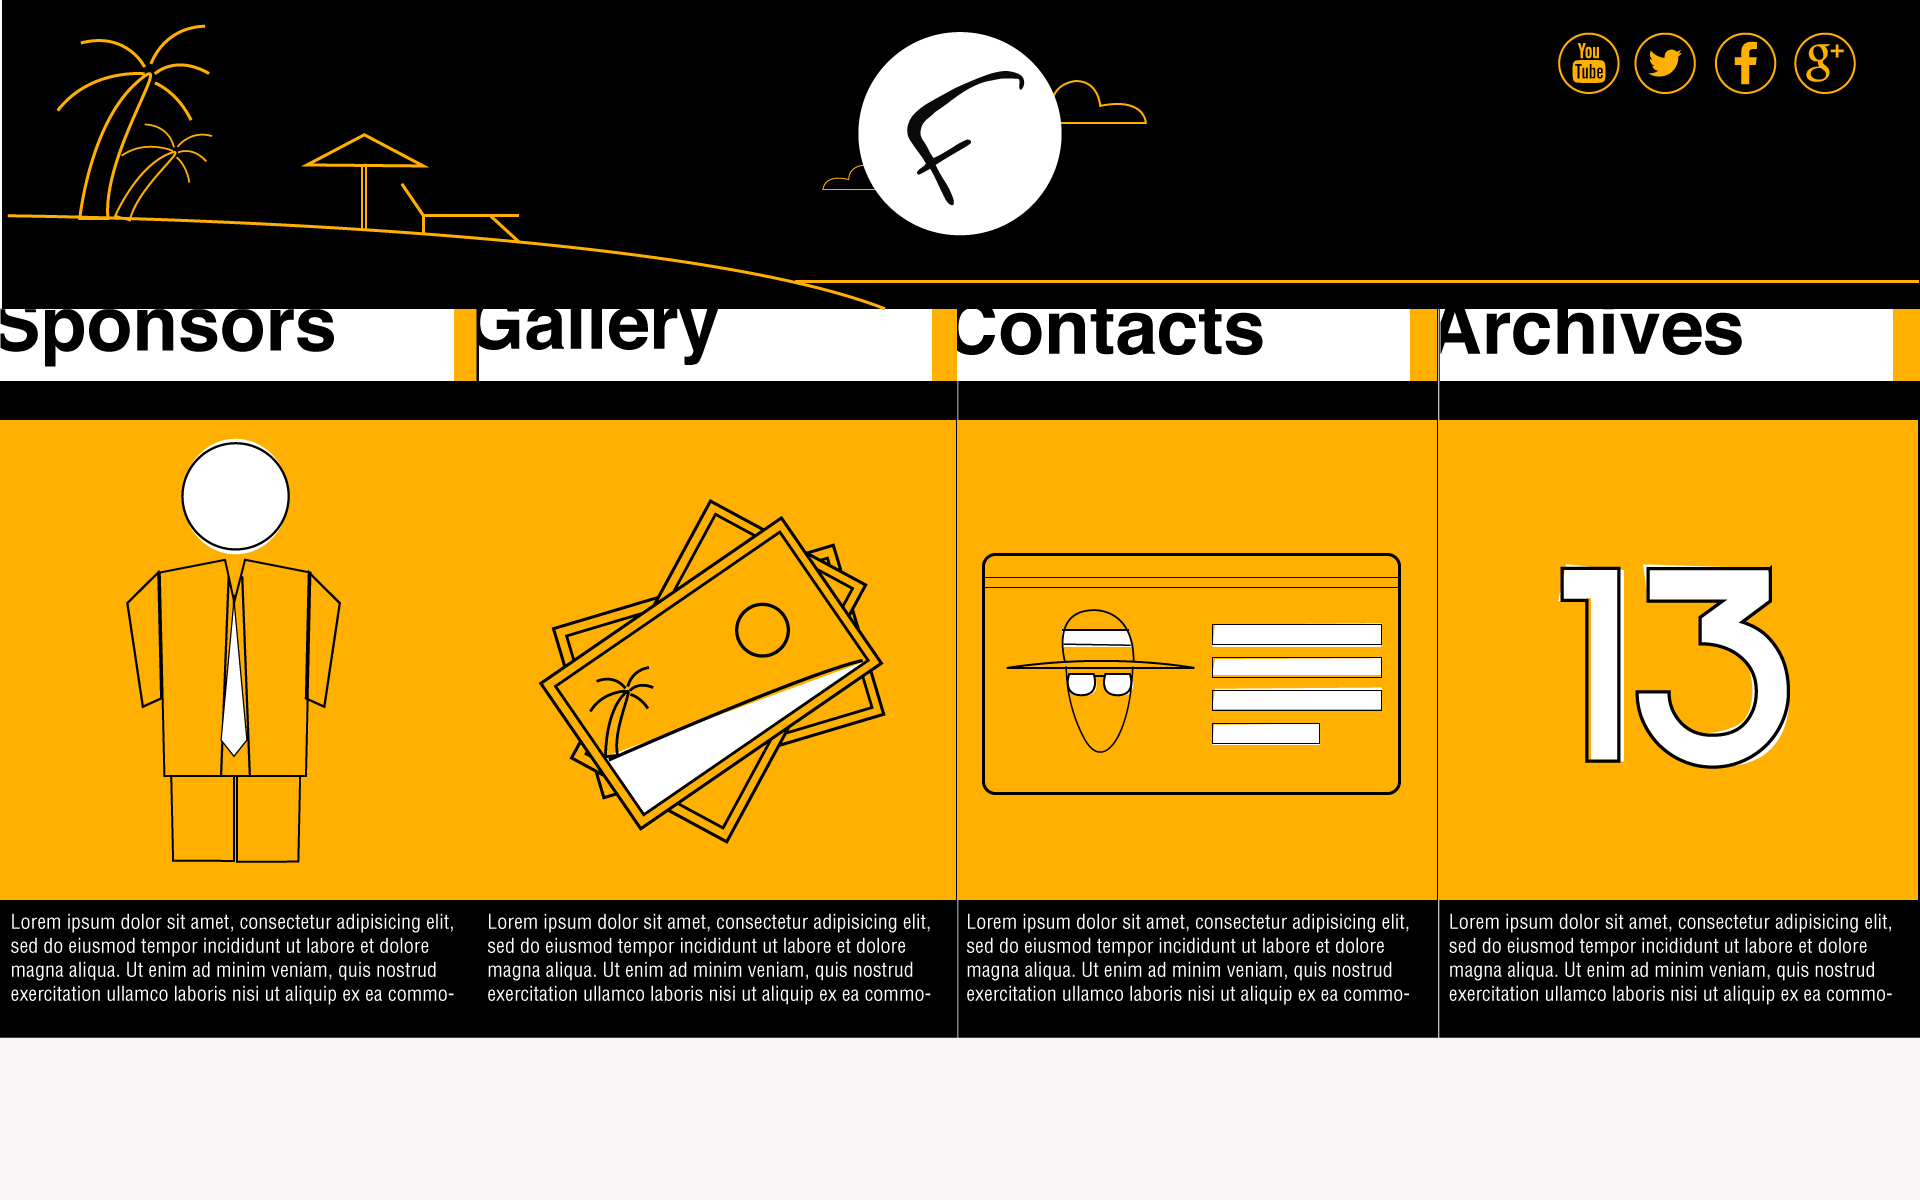 F
You
Tube
g+
Sponsors
Gallery
Contacts
Archives
13
Lorem ipsum dolor sit amet, consectetur adipisicing elit,
sed do eiusmod tempor incididunt ut labore et dolore
magna aliqua. Ut enim ad minim veniam, quis nostrud
exercitation ullamco laboris nisi ut aliquip ex ea commo-
Lorem ipsum dolor sit amet, consectetur adipisicing elit,
sed do eiusmod tempor incididunt ut labore et dolore
magna aliqua. Ut enim ad minim veniam, quis nostrud
exercitation ullamco laboris nisi ut aliquip ex ea commo-
Lorem ipsum dolor sit amet, consectetur adipisicing elit,
sed do eiusmod tempor incididunt ut labore et dolore
magna aliqua. Ut enim ad minim veniam, quis nostrud
exercitation ullamco laboris nisi ut aliquip ex ea commo-
Lorem ipsum dolor sit amet, consectetur adipisicing elit,
sed do eiusmod tempor incididunt ut labore et dolore
magna aliqua. Ut enim ad minim veniam, quis nostrud
exercitation ullamco laboris nisi ut aliquip ex ea commo-